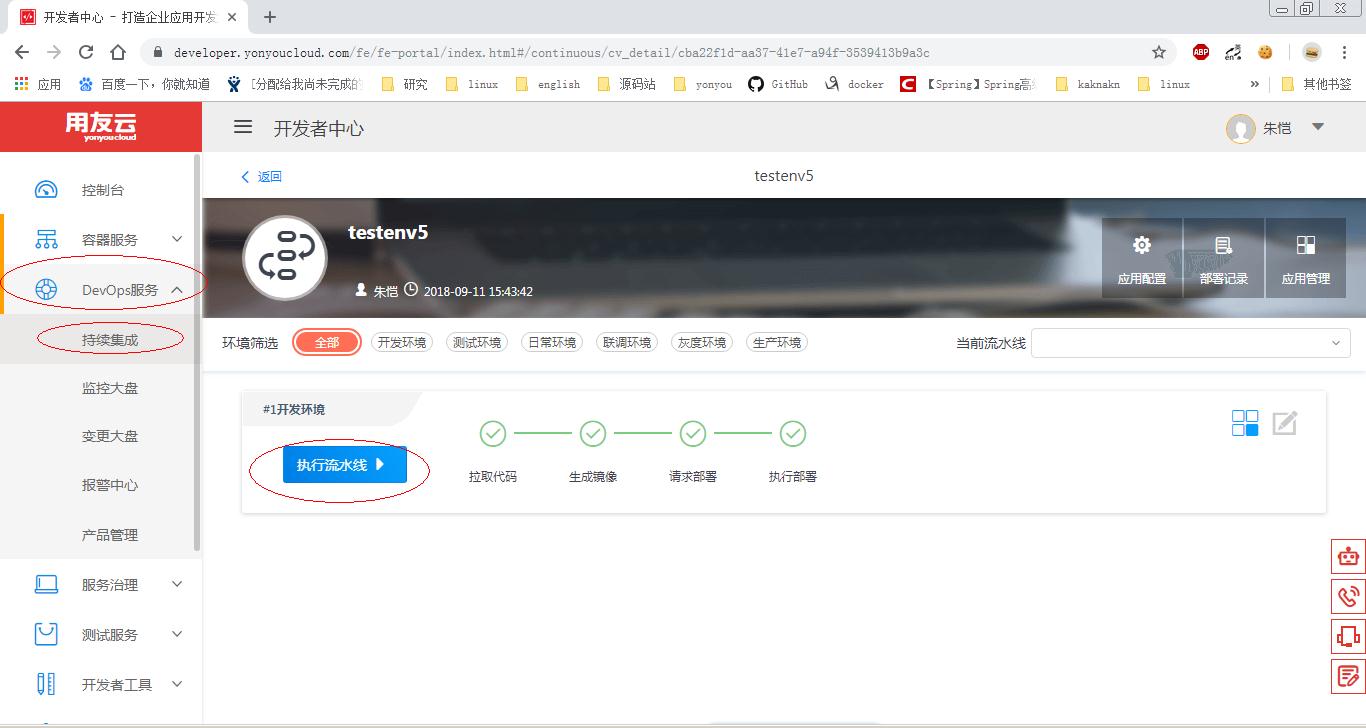 开发者中心 - 打造企业应用开发
developer.yonyoucloud.com/fe/fe-portal/index.html#/continuous/cv_detail/cba22f1d-aa37-41e7-a94f-3539413b9a3c
ABP
en
应用 百度一下,你就知道 [分配给我尚未完成的 研究 linux english 源码站 yonyou GitHub docker 【Spring】Spring高 kaknakn linux » 其他书签
用友云
yonyoucloud
开发者中心
朱恺
控制台
容器服务
DevOps服务
持续集成
监控大盘
变更大盘
报警中心
产品管理
服务治理
测试服务
开发者工具
返回
testenv5
testenv5
朱恺 2018-09-11 15:43:42
应用配置 部署记录 应用管理
环境筛选 全部 开发环境 测试环境 日常环境 联调环境 灰度环境 生产环境 当前流水线
#1开发环境
执行流水线
拉取代码 生成镜像 请求部署 执行部署